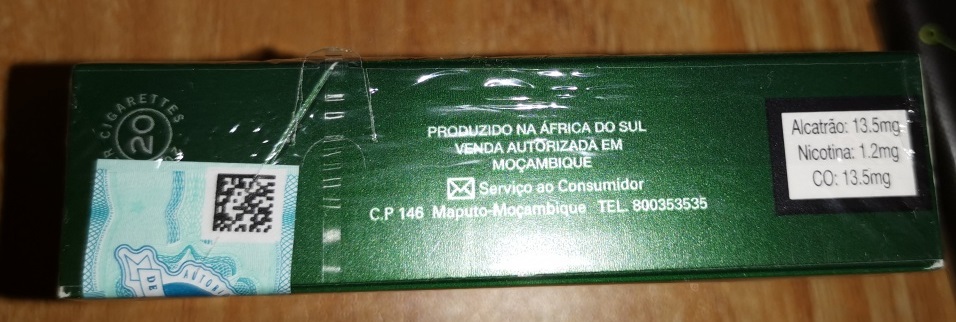 CIGARETTES
20
PRODUZIDO NA ÁFRICA DO SUL
VENDA AUTORIZADA EM
MOÇAMBIQUE
Serviço ao Consumidor
C.P 146 Maputo-Moçambique TEL. 800353535
Alcatrão: 13.5mg
Nicotina: 1.2mg
CO: 13.5mg
DE